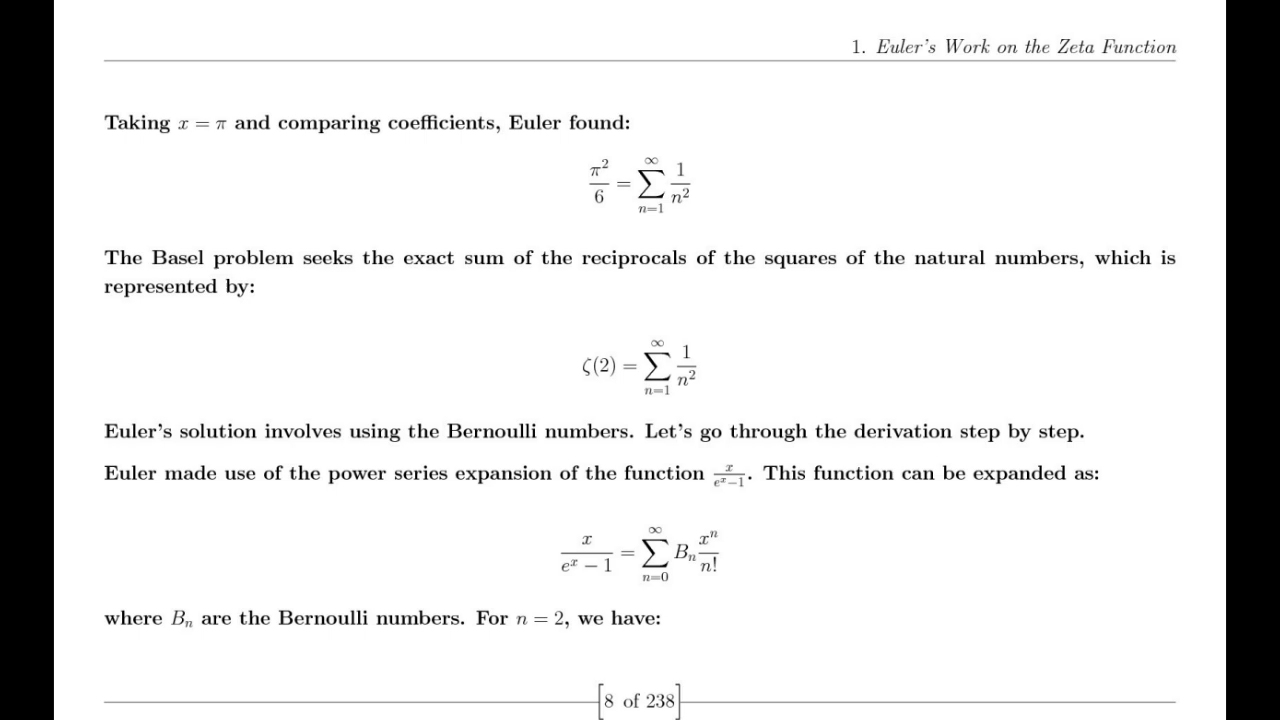 1. Euler's Work on the Zeta Function
Taking x = π and comparing coefficients, Euler found:
π²/6 = ∑_{n=1}^{∞} 1/n²
The Basel problem seeks the exact sum of the reciprocals of the squares of the natural numbers, which is
represented by:
ζ(2) = ∑_{n=1}^{∞} 1/n²
Euler's solution involves using the Bernoulli numbers. Let's go through the derivation step by step.
Euler made use of the power series expansion of the function x/(eˣ−1). This function can be expanded as:
x/(eˣ − 1) = ∑_{n=0}^{∞} Bₙ xⁿ/n!
where Bₙ are the Bernoulli numbers. For n = 2, we have:
[8 of 238]